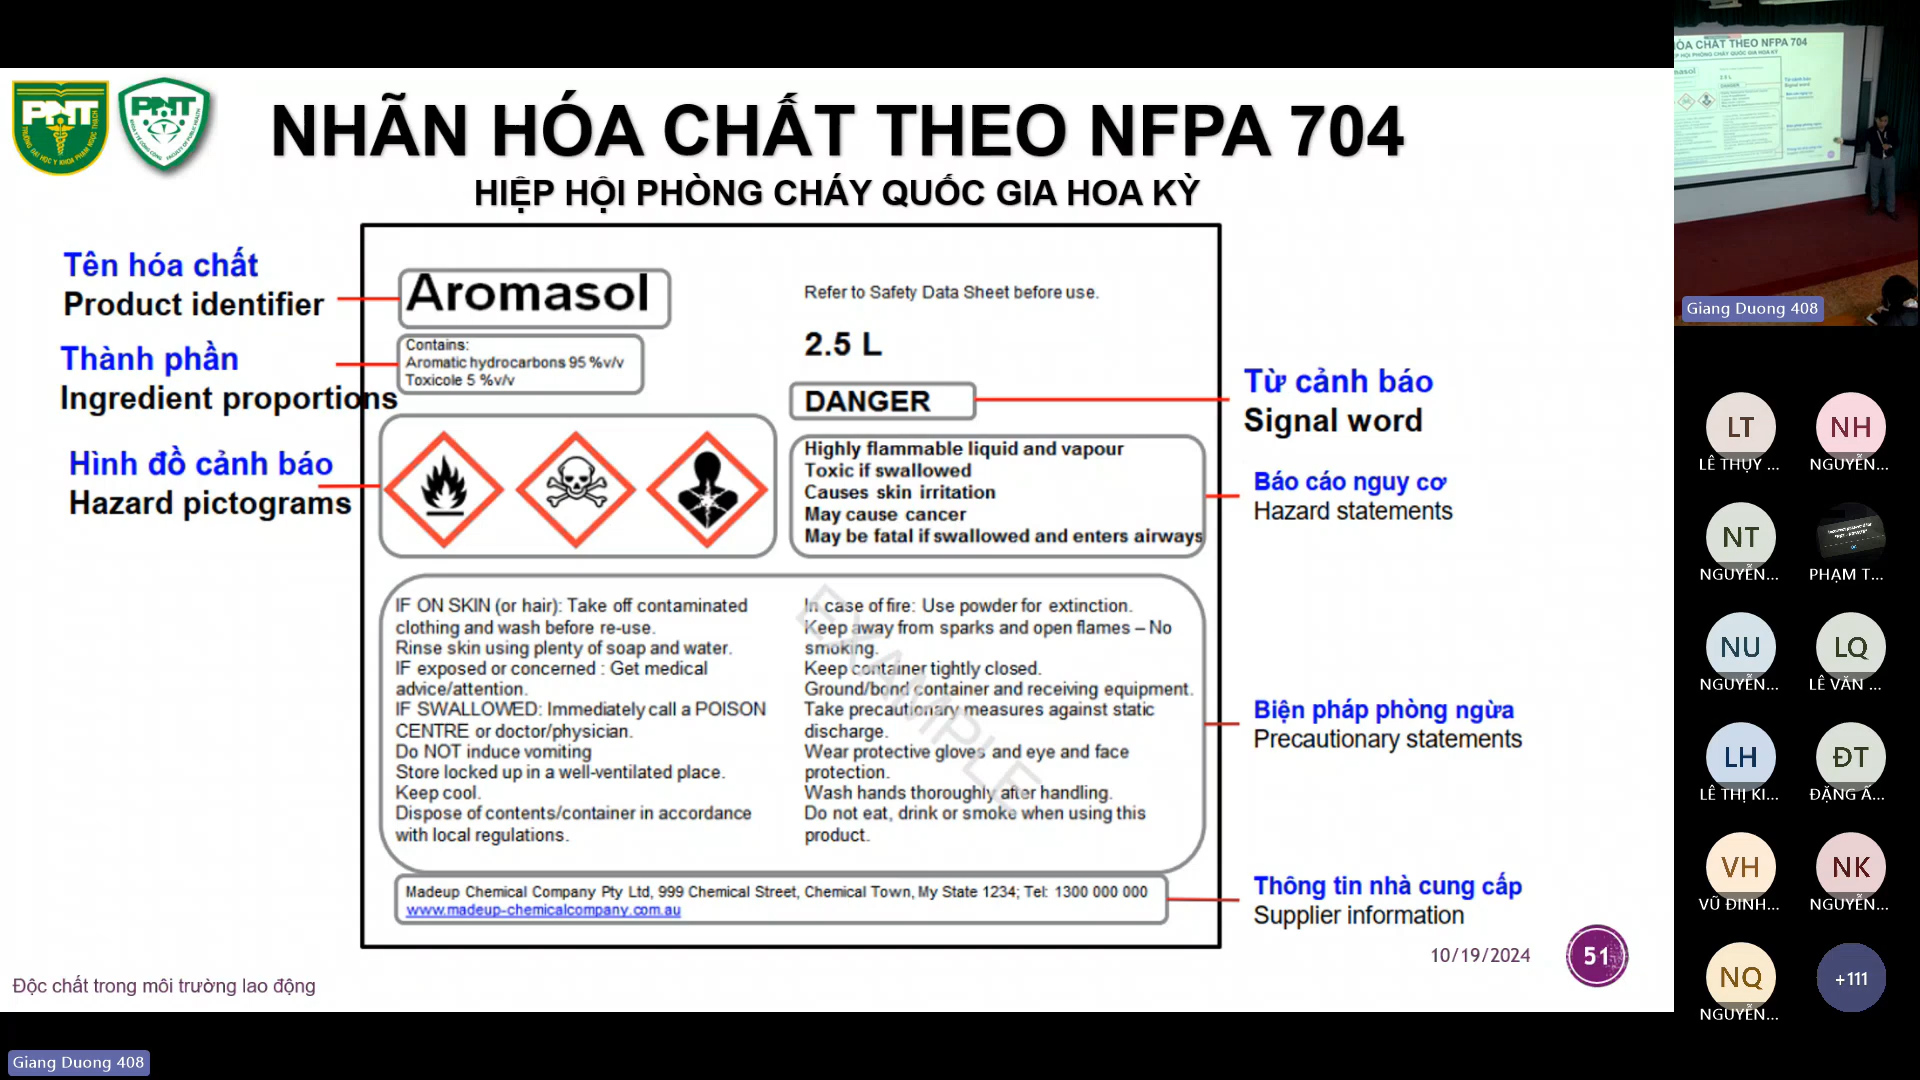 NHÃN HÓA CHẤT THEO NFPA 704
HIỆP HỘI PHÒNG CHÁY QUỐC GIA HOA KỲ
PNT
PNT
Tên hóa chất
Product identifier
Thành phần
Ingredient proportions
Hình đồ cảnh báo
Hazard pictograms
Aromasol
Contains:
Aromatic hydrocarbons 95 %v/v
Toxicole 5 %v/v
Refer to Safety Data Sheet before use.
2.5 L
DANGER
Highly flammable liquid and vapour
Toxic if swallowed
Causes skin irritation
May cause cancer
May be fatal if swallowed and enters airways
Từ cảnh báo
Signal word
Báo cáo nguy cơ
Hazard statements
IF ON SKIN (or hair): Take off contaminated
clothing and wash before re-use.
Rinse skin using plenty of soap and water.
IF exposed or concerned : Get medical
advice/attention.
IF SWALLOWED: Immediately call a POISON
CENTRE or doctor/physician.
Do NOT induce vomiting
Store locked up in a well-ventilated place.
Keep cool.
Dispose of contents/container in accordance
with local regulations.
In case of fire: Use powder for extinction.
Keep away from sparks and open flames – No
smoking.
Keep container tightly closed.
Ground/bond container and receiving equipment.
Take precautionary measures against static
discharge.
Wear protective gloves and eye and face
protection.
Wash hands thoroughly after handling.
Do not eat, drink or smoke when using this
product.
EXAMPLE
Biện pháp phòng ngừa
Precautionary statements
Madeup Chemical Company Pty Ltd, 999 Chemical Street, Chemical Town, My State 1234; Tel: 1300 000 000
www.madeup-chemicalcompany.com.au
Thông tin nhà cung cấp
Supplier information
10/19/2024
51
Độc chất trong môi trường lao động
Giang Duong 408
Giang Duong 408
LT
LÊ THỤY ...
NH
NGUYỄN...
NT
NGUYỄN...
PHẠM T...
NU
NGUYỄN...
LQ
LÊ VĂN ...
LH
LÊ THỊ KI...
ĐT
ĐẶNG Ấ...
VH
VŨ ĐINH...
NK
NGUYỄN...
NQ
NGUYỄN...
+111